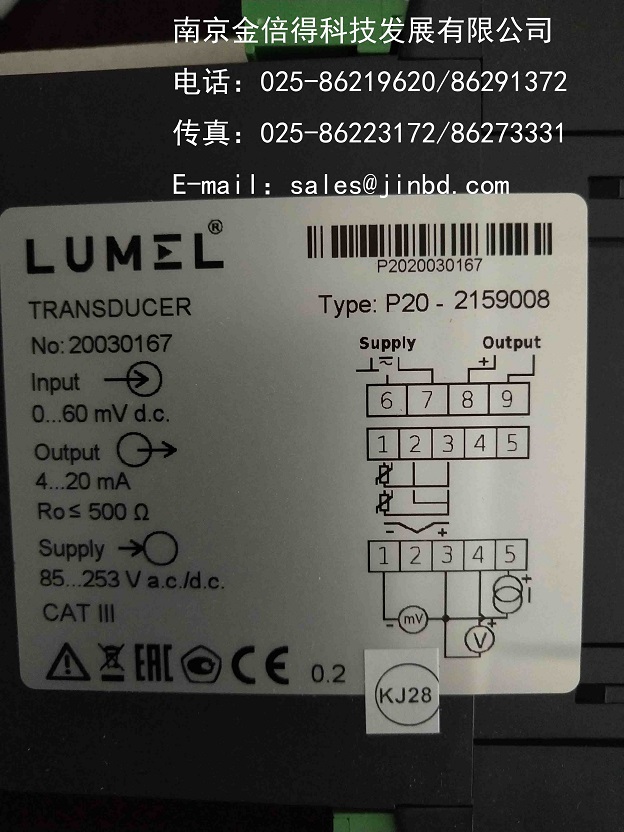 南京金倍得科技发展有限公司
电话：025-86219620/86291372
传真：025-86223172/86273331
E-mail：sales@jinbd.com
LUMEL®
P2020030167
TRANSDUCER
Type: P20 - 2159008
No: 20030167
Supply Output
+
Input
6 7 8 9
0...60 mV d.c.
1 2 3 4 5
Output
4...20 mA
Ro ≤ 500 Ω
- +
Supply
1 2 3 4 5
85...253 V a.c./d.c.
+
I
CAT III
- mV
+
V
EAC CE 0.2
KJ28